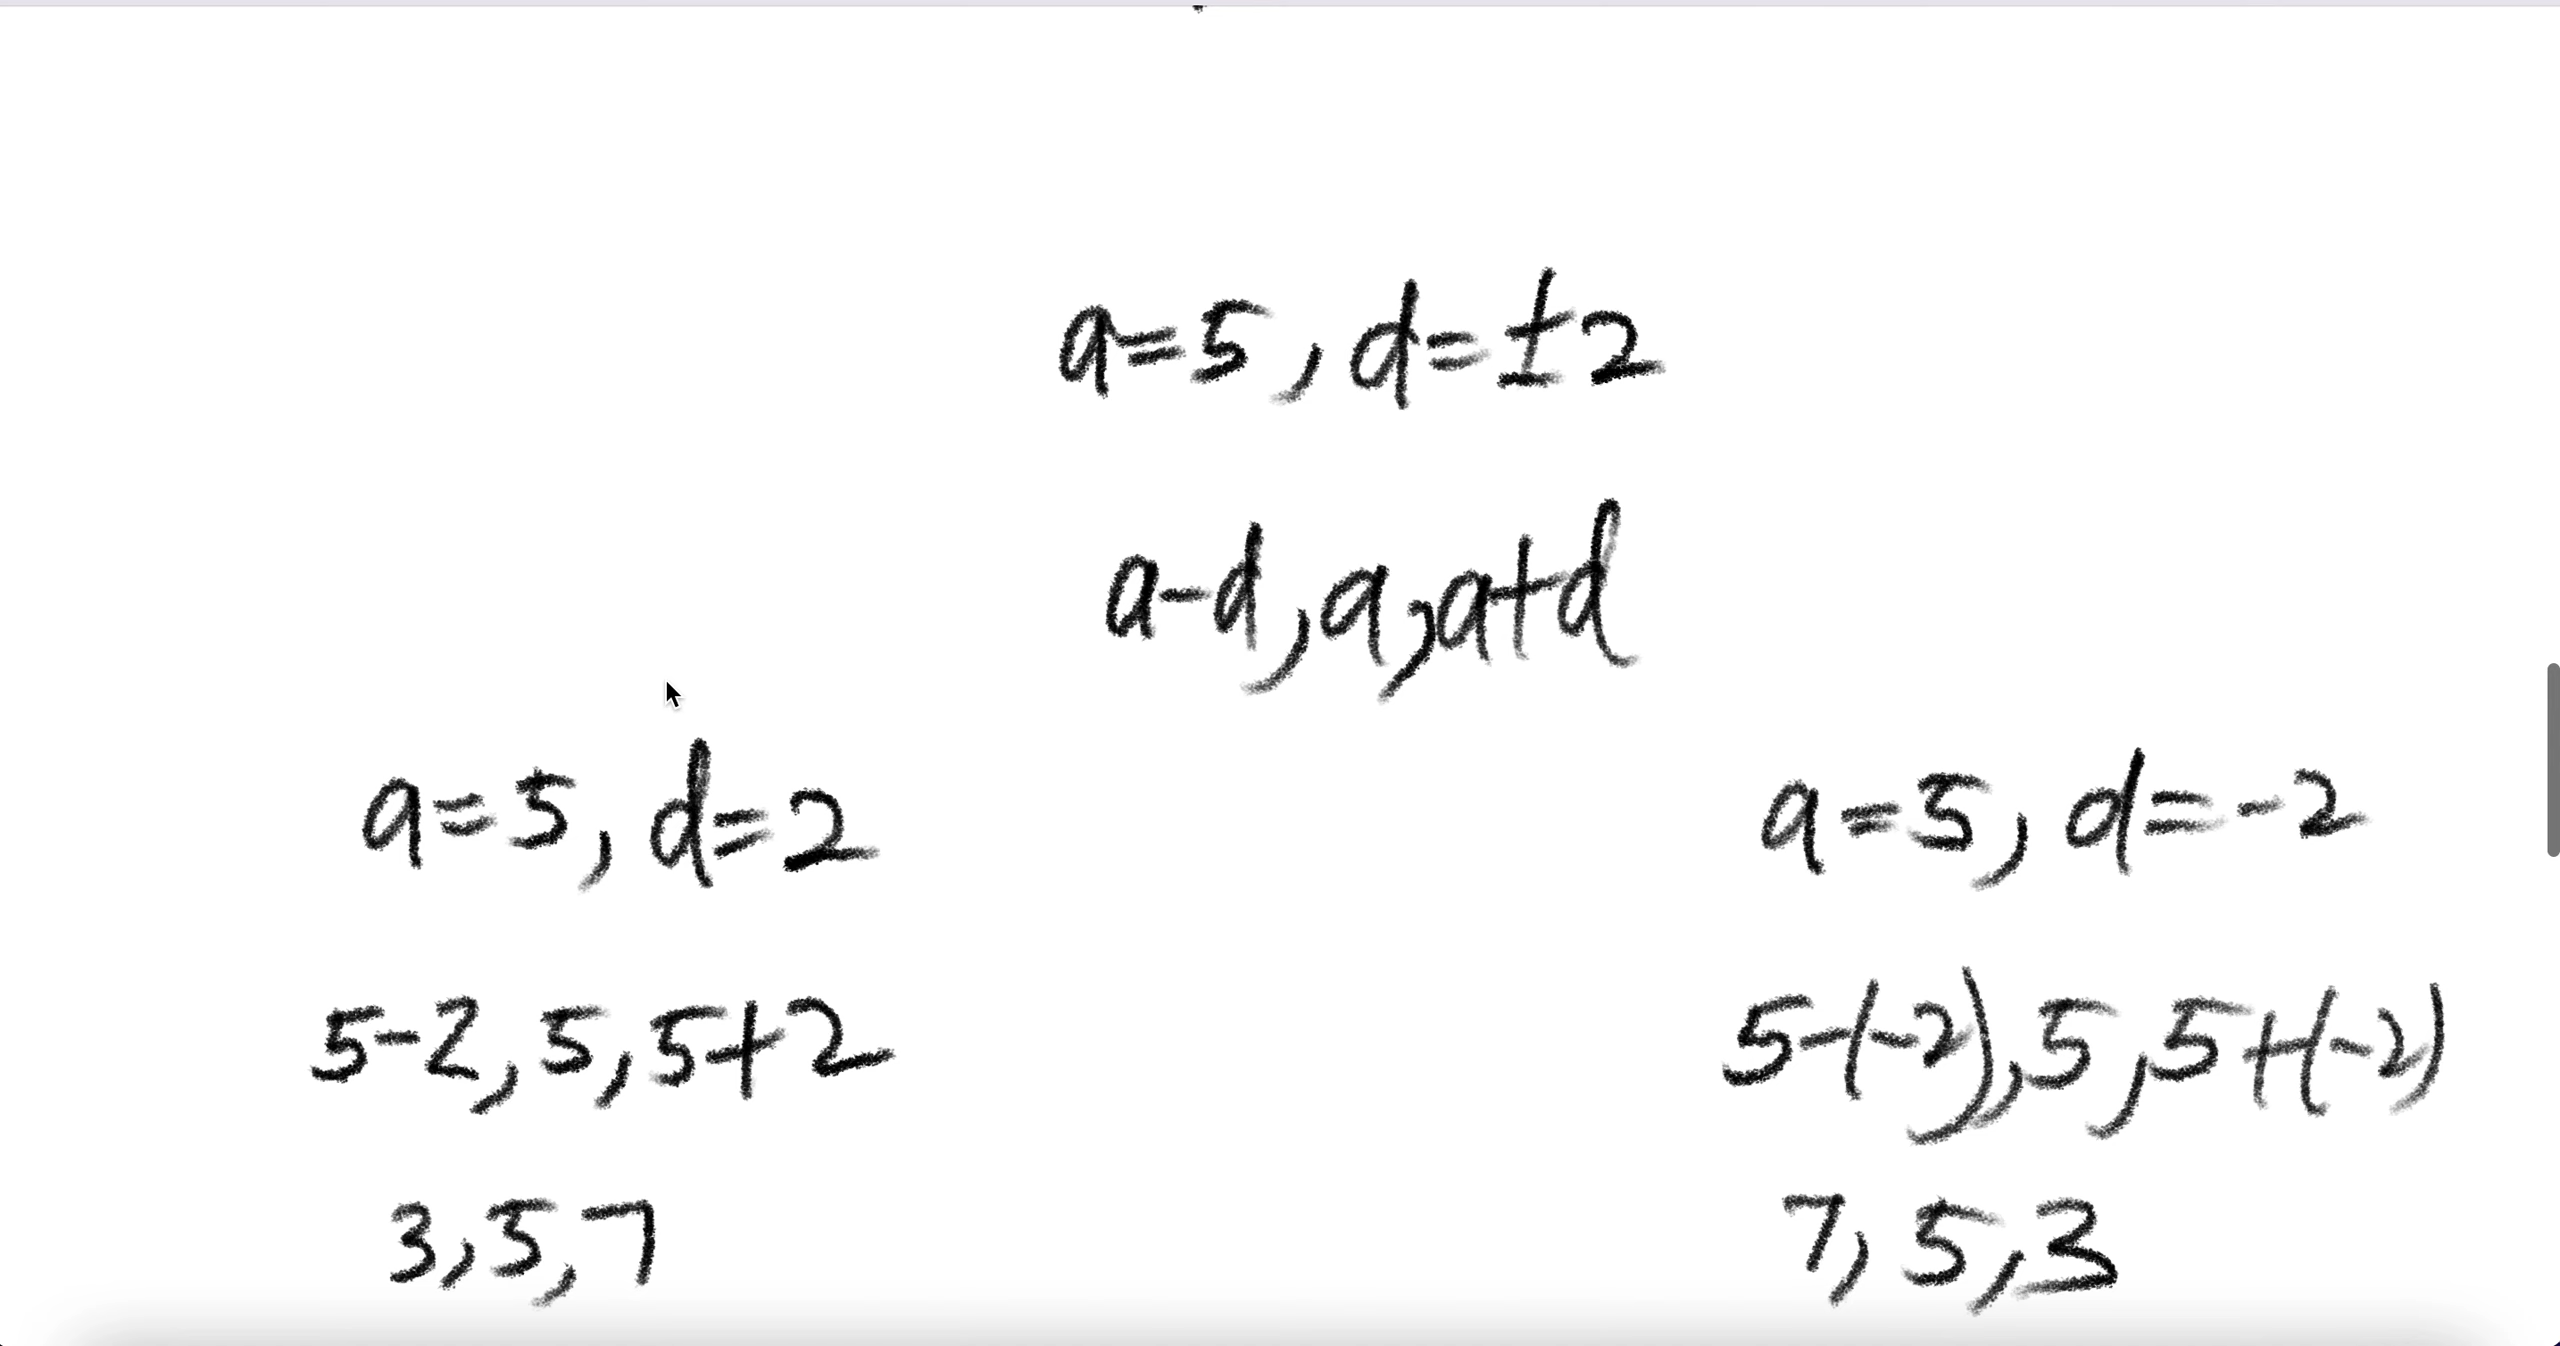 a=5, d=±2
a-d, a, a+d
a=5, d=2
5-2, 5, 5+2
3, 5, 7
a=5, d=-2
5-(-2), 5, 5+(-2)
7, 5, 3